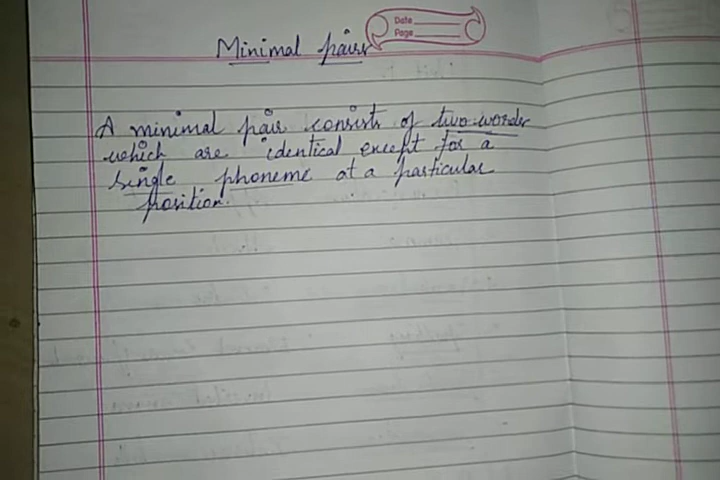 Date
Page
Minimal pairs
A minimal pair consists of two words
which are identical except for a
single phoneme at a particular
position.